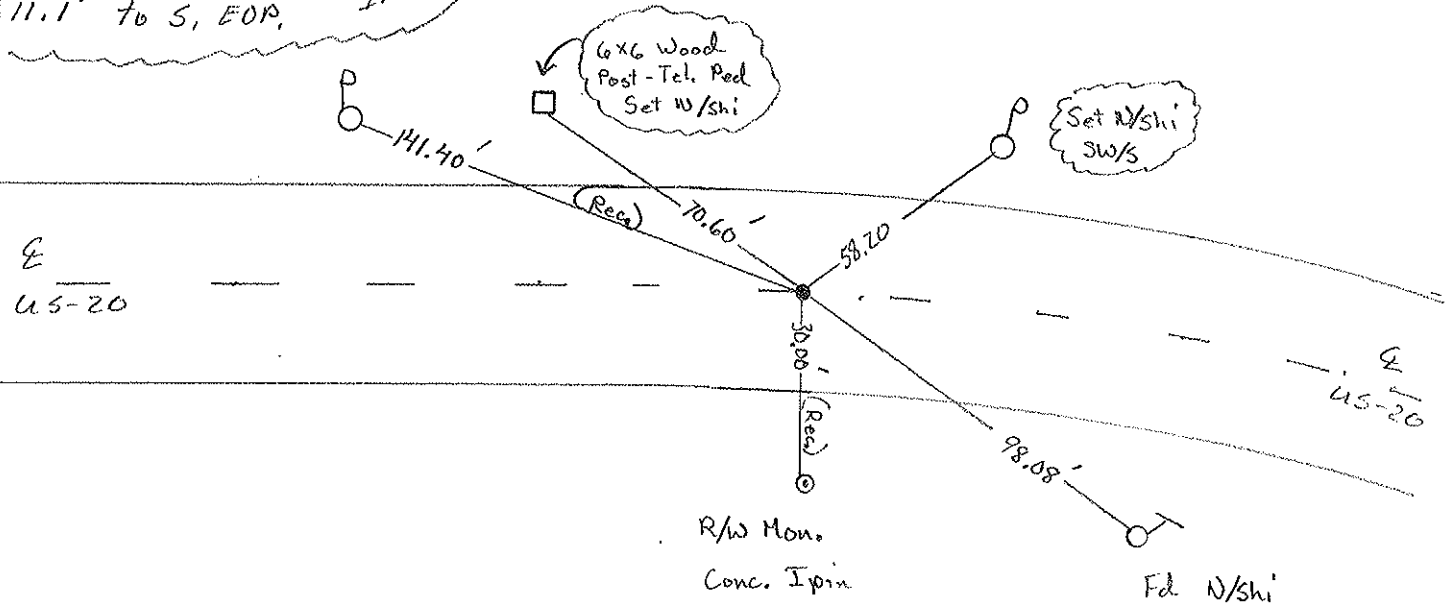 11.1' to S. EOP.
6x6 Wood
Post - Tel. Ped
Set N/shi
Set N/shi
SW/S
141.40'
(Rec.)
70.60'
58.20
℄
US-20
30.00'
(Rec.)
℄
US-20
98.08'
R/W Mon.
Conc. Ipin
Fd N/shi